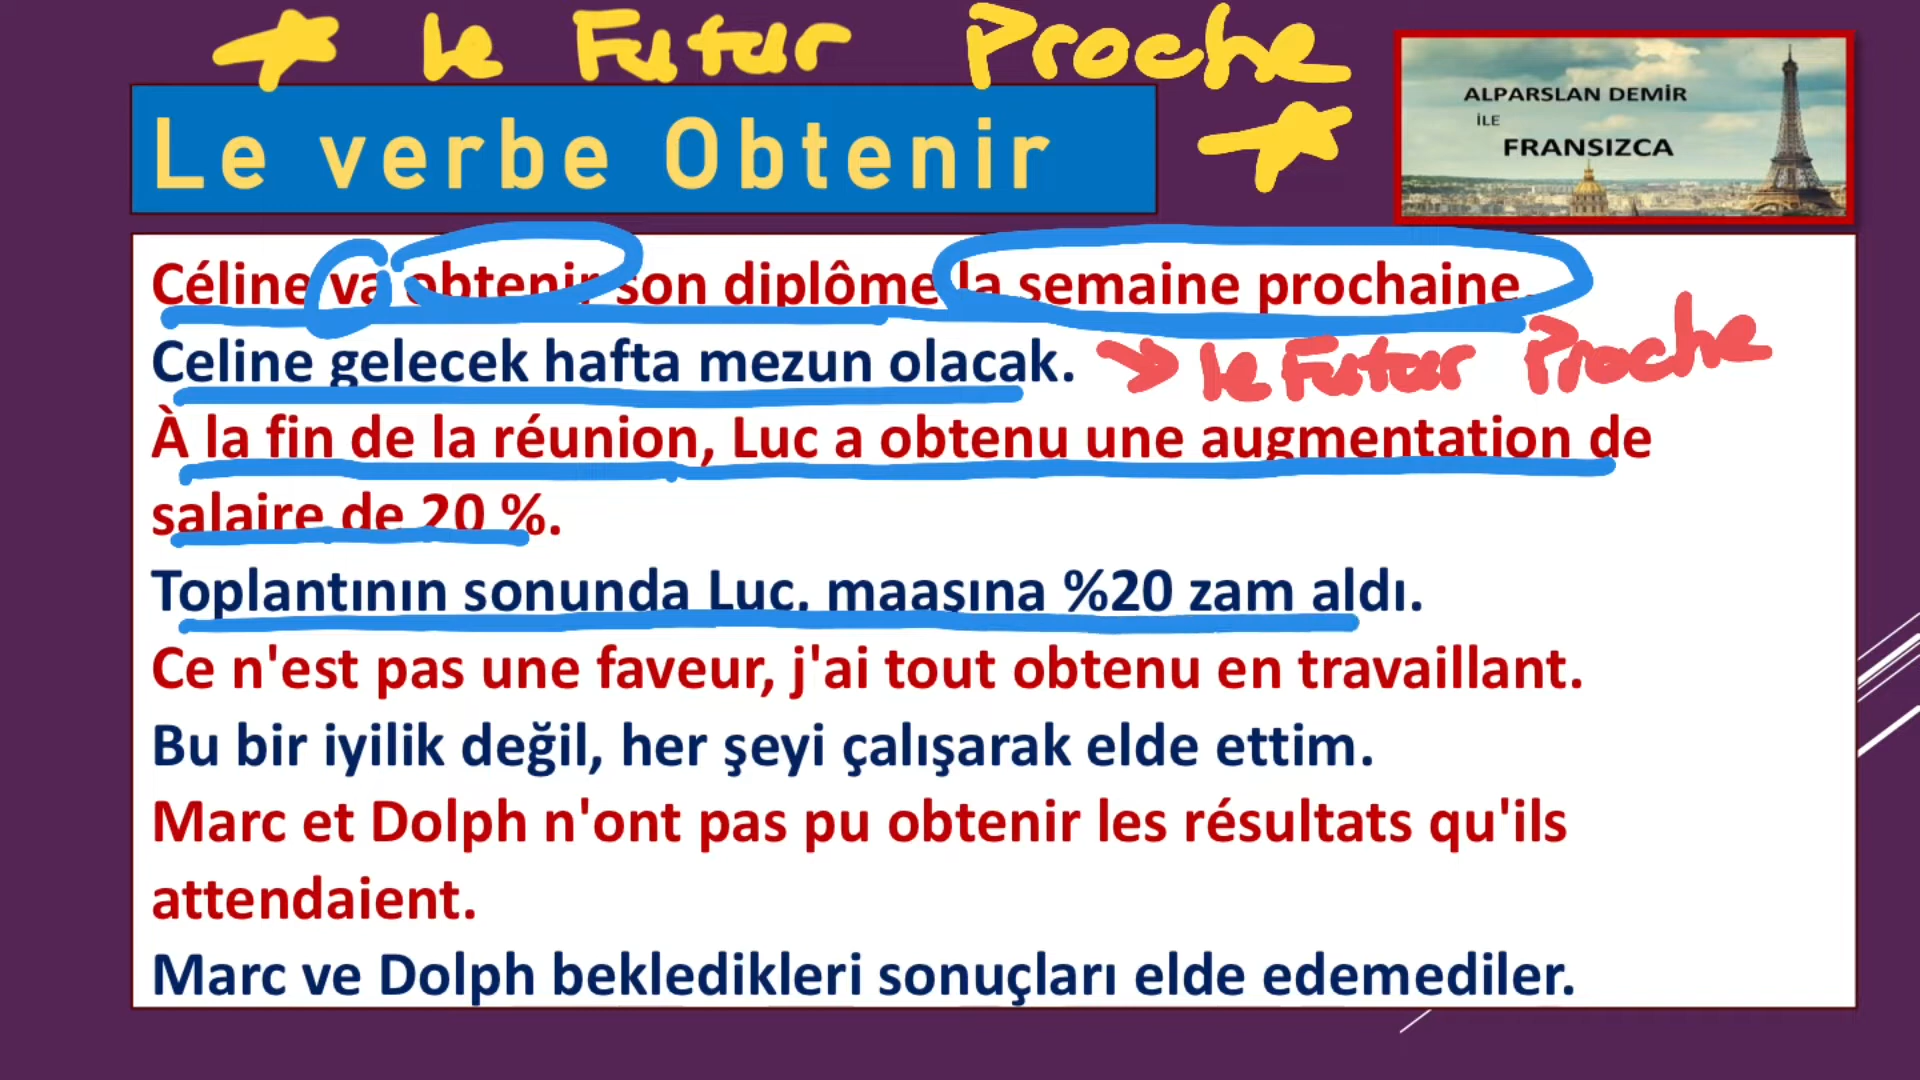 le Futur Proche
Le verbe Obtenir
ALPARSLAN DEMİR
İLE
FRANSIZCA
Céline va obtenir son diplôme la semaine prochaine.
Celine gelecek hafta mezun olacak.
le Futur Proche
À la fin de la réunion, Luc a obtenu une augmentation de
salaire de 20 %.
Toplantının sonunda Luc, maaşına %20 zam aldı.
Ce n'est pas une faveur, j'ai tout obtenu en travaillant.
Bu bir iyilik değil, her şeyi çalışarak elde ettim.
Marc et Dolph n'ont pas pu obtenir les résultats qu'ils
attendaient.
Marc ve Dolph bekledikleri sonuçları elde edemediler.